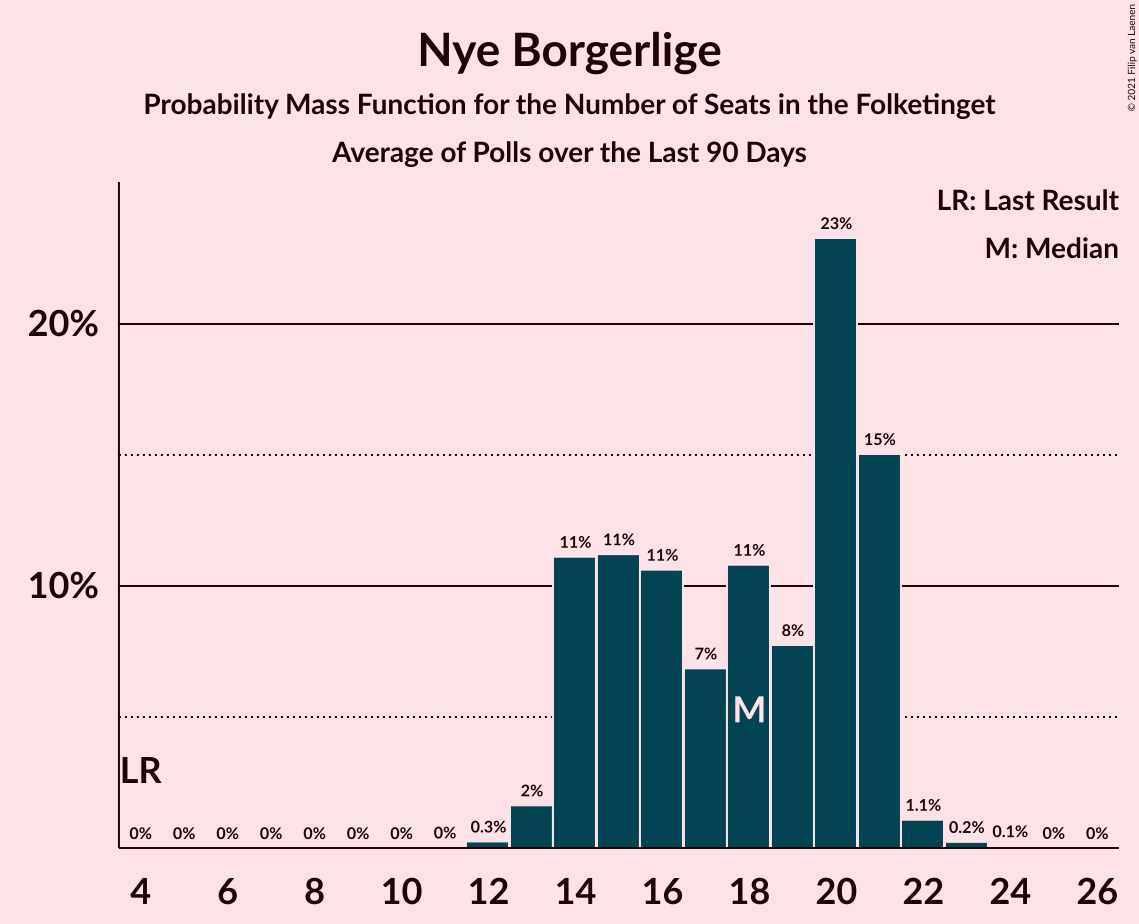 Nye Borgerlige
Probability Mass Function for the Number of Seats in the Folketinget
Average of Polls over the Last 90 Days
© 2021 Filip van Laenen
LR: Last Result
M: Median
20%
10%
LR
M
0% 0% 0% 0% 0% 0% 0% 0% 0.3% 2% 11% 11% 11% 7% 11% 8% 23% 15% 1.1% 0.2% 0.1% 0% 0%
4 6 8 10 12 14 16 18 20 22 24 26